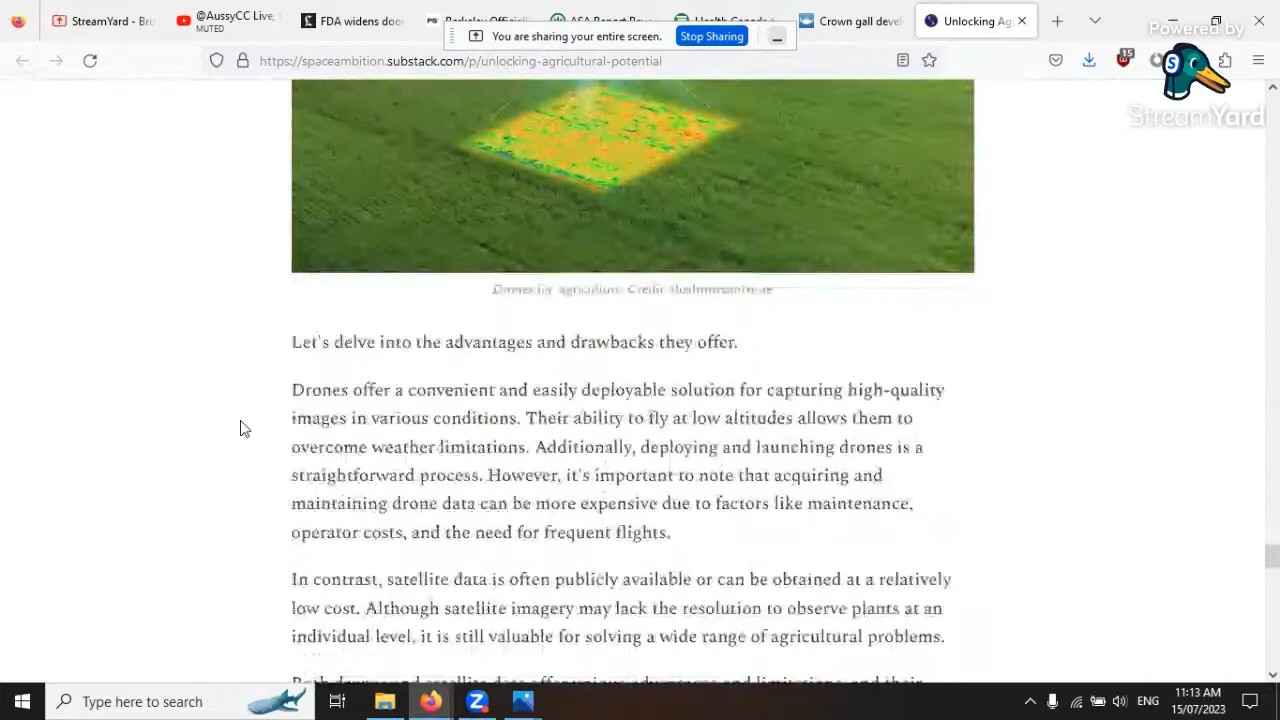 StreamYard - Bro
@AussyCC Live,
MUTED
FDA widens door
Crown gall deve
Unlocking Ag
You are sharing your entire screen.
Stop Sharing
Powered by
StreamYard
https://spaceambition.substack.com/p/unlocking-agricultural-potential
15
Let's delve into the advantages and drawbacks they offer.
Drones offer a convenient and easily deployable solution for capturing high-quality
images in various conditions. Their ability to fly at low altitudes allows them to
overcome weather limitations. Additionally, deploying and launching drones is a
straightforward process. However, it's important to note that acquiring and
maintaining drone data can be more expensive due to factors like maintenance,
operator costs, and the need for frequent flights.
In contrast, satellite data is often publicly available or can be obtained at a relatively
low cost. Although satellite imagery may lack the resolution to observe plants at an
individual level, it is still valuable for solving a wide range of agricultural problems.
Type here to search
ENG
11:13 AM
15/07/2023